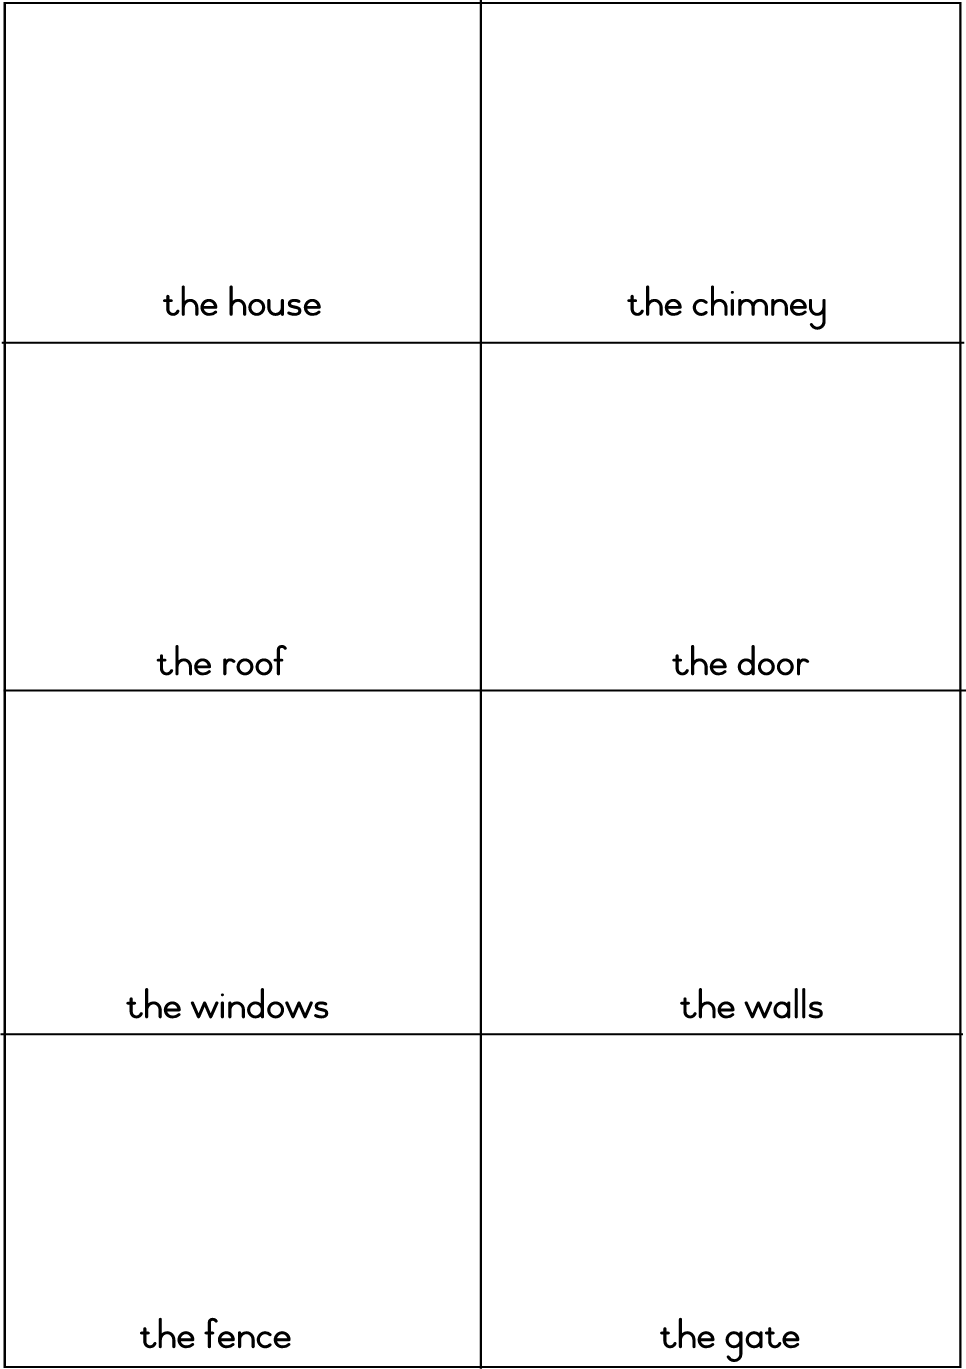 the house
the chimney
the roof
the door
the windows
the walls
the fence
the gate